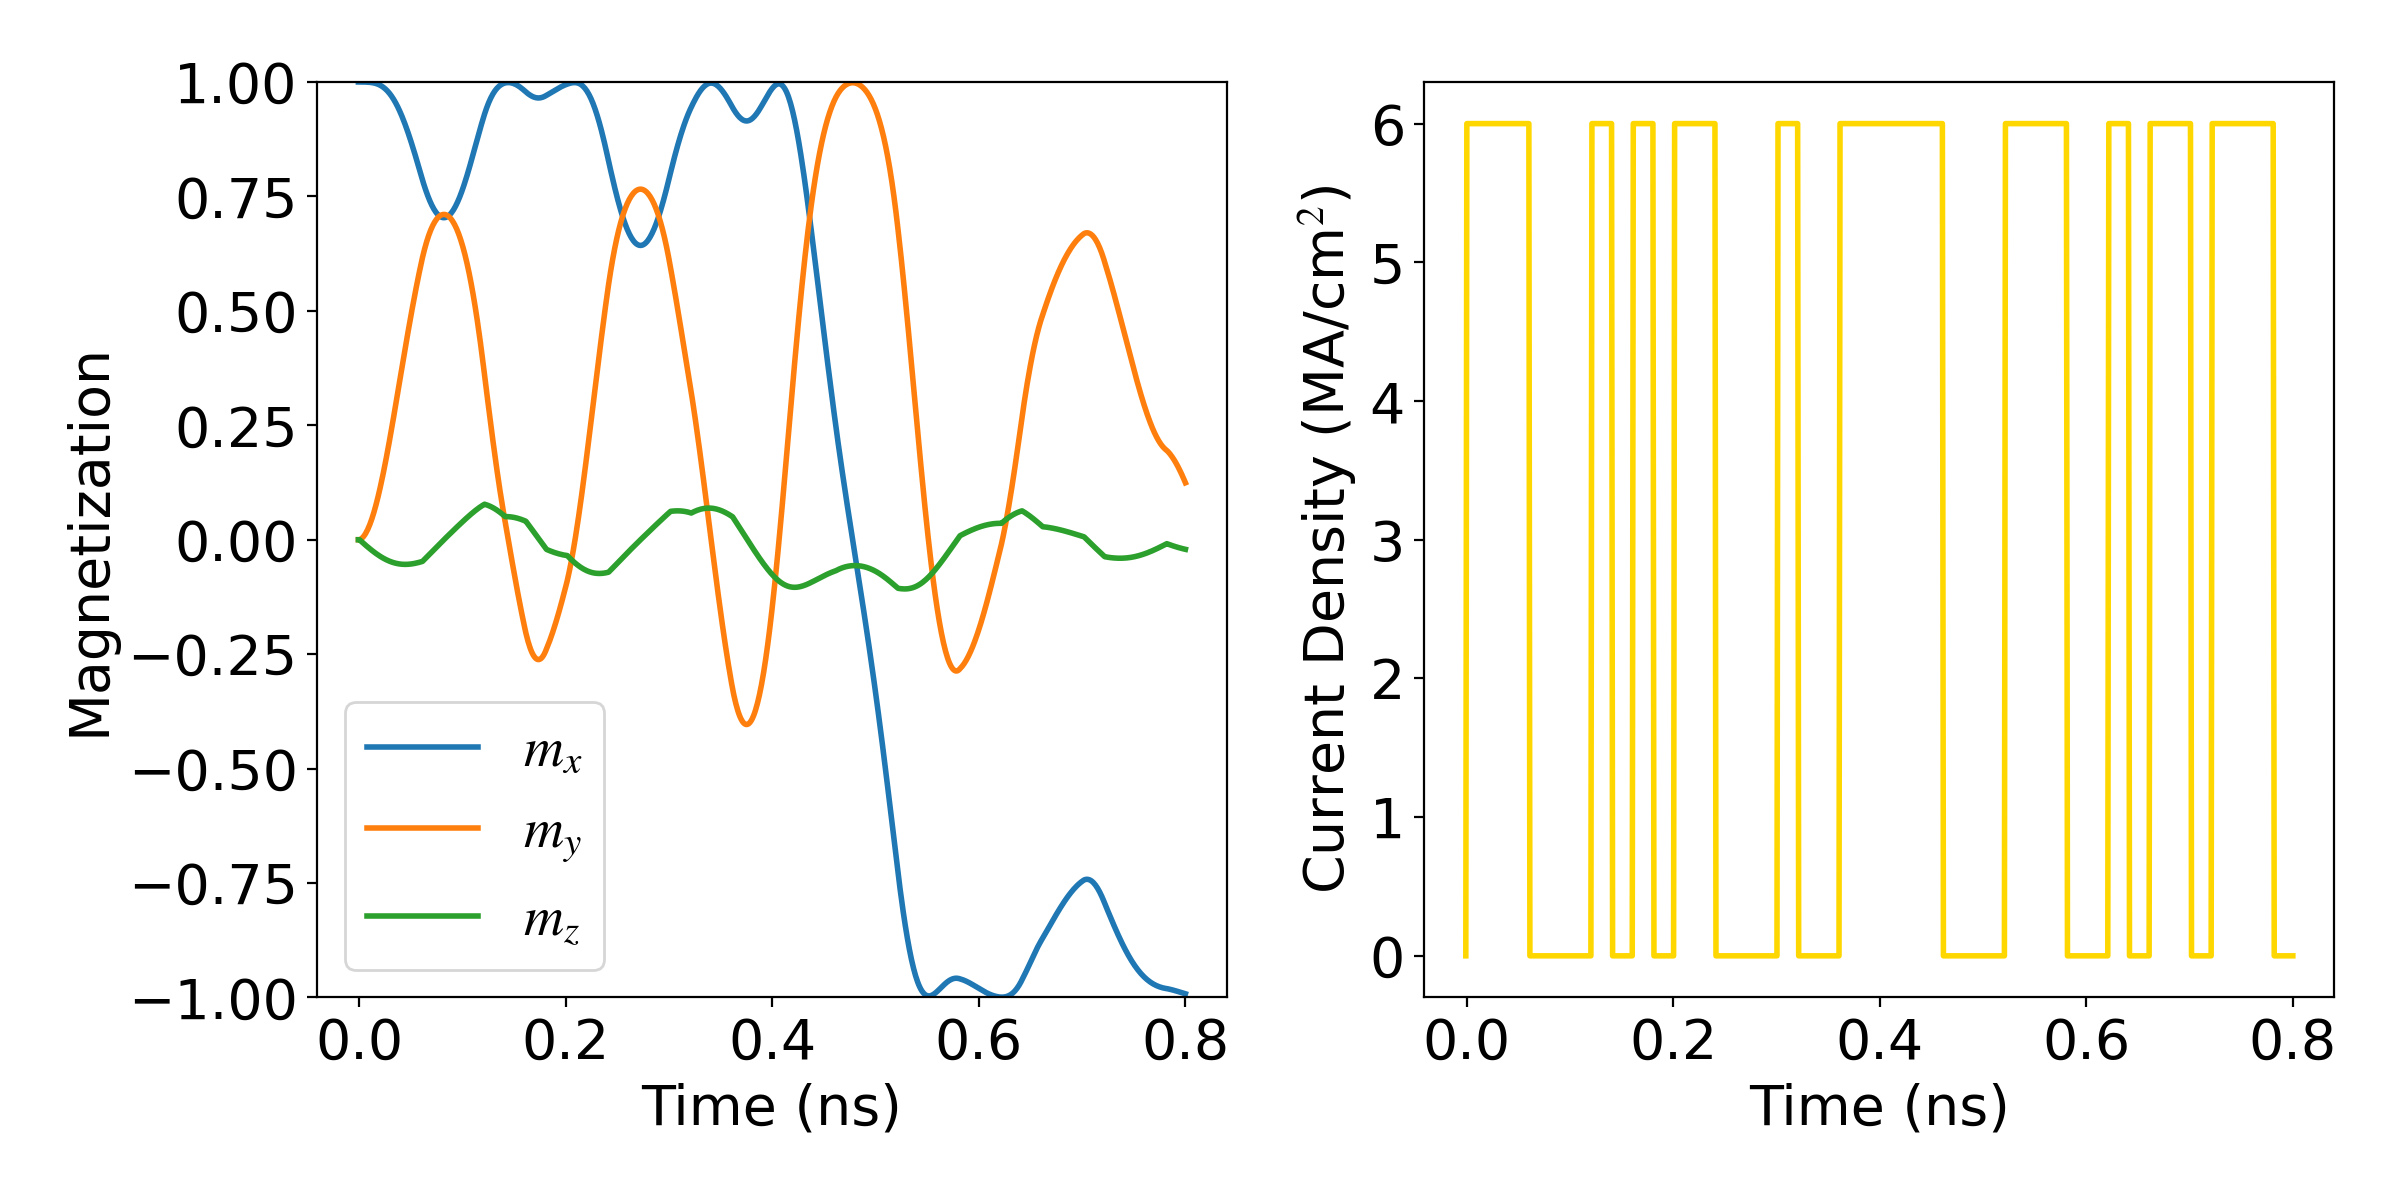 Magnetization
1.00
0.75
0.50
0.25
0.00
−0.25
−0.50
−0.75
−1.00
m_x
m_y
m_z
0.0 0.2 0.4 0.6 0.8
Time (ns)
Current Density (MA/cm²)
6
5
4
3
2
1
0
0.0 0.2 0.4 0.6 0.8
Time (ns)